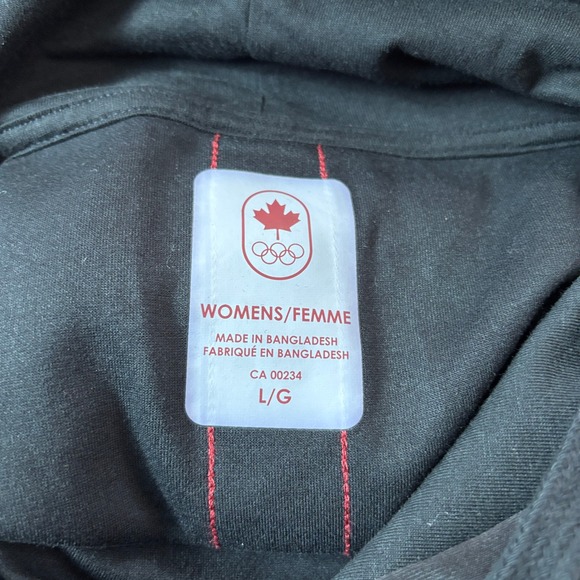 WOMENS/FEMME
MADE IN BANGLADESH
FABRIQUÉ EN BANGLADESH
CA 00234
L/G